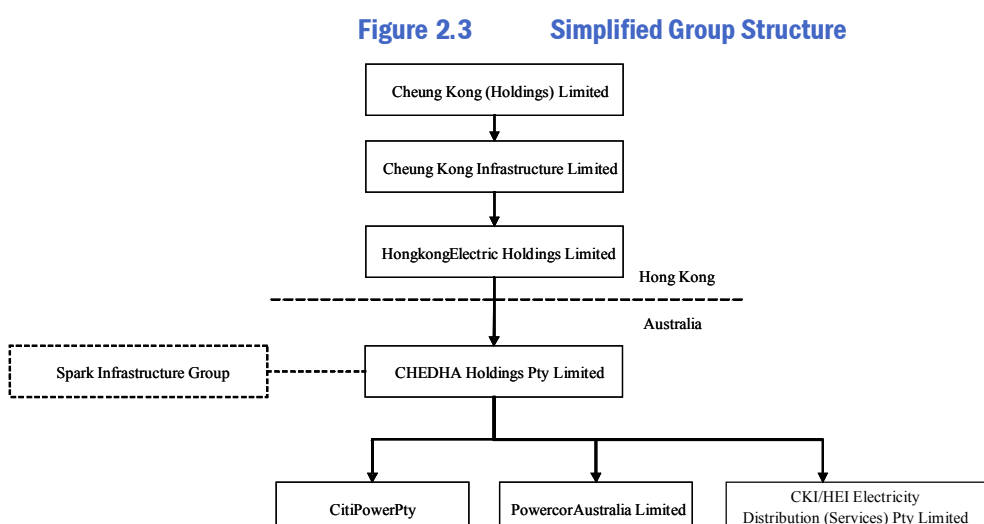 Figure 2.3 Simplified Group Structure
Cheung Kong (Holdings) Limited
Cheung Kong Infrastructure Limited
HongkongElectric Holdings Limited
Hong Kong
Australia
Spark Infrastructure Group
CHEDHA Holdings Pty Limited
CitiPowerPty
PowercorAustralia Limited
CKI/HEI Electricity
Distribution (Services) Pty Limited